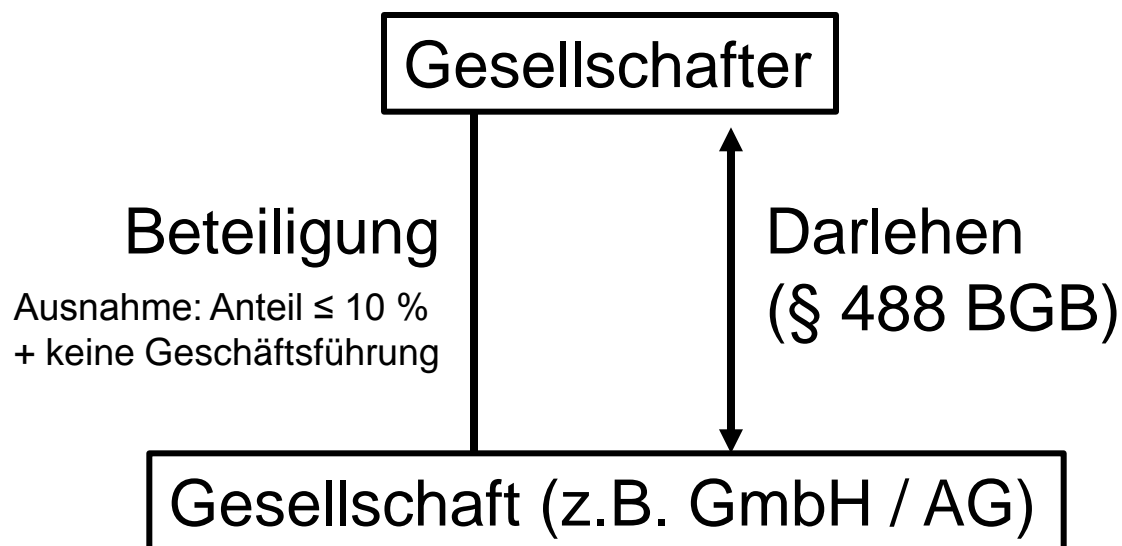 Gesellschafter
Beteiligung
Ausnahme: Anteil ≤ 10 %
+ keine Geschäftsführung
Darlehen
(§ 488 BGB)
Gesellschaft (z.B. GmbH / AG)